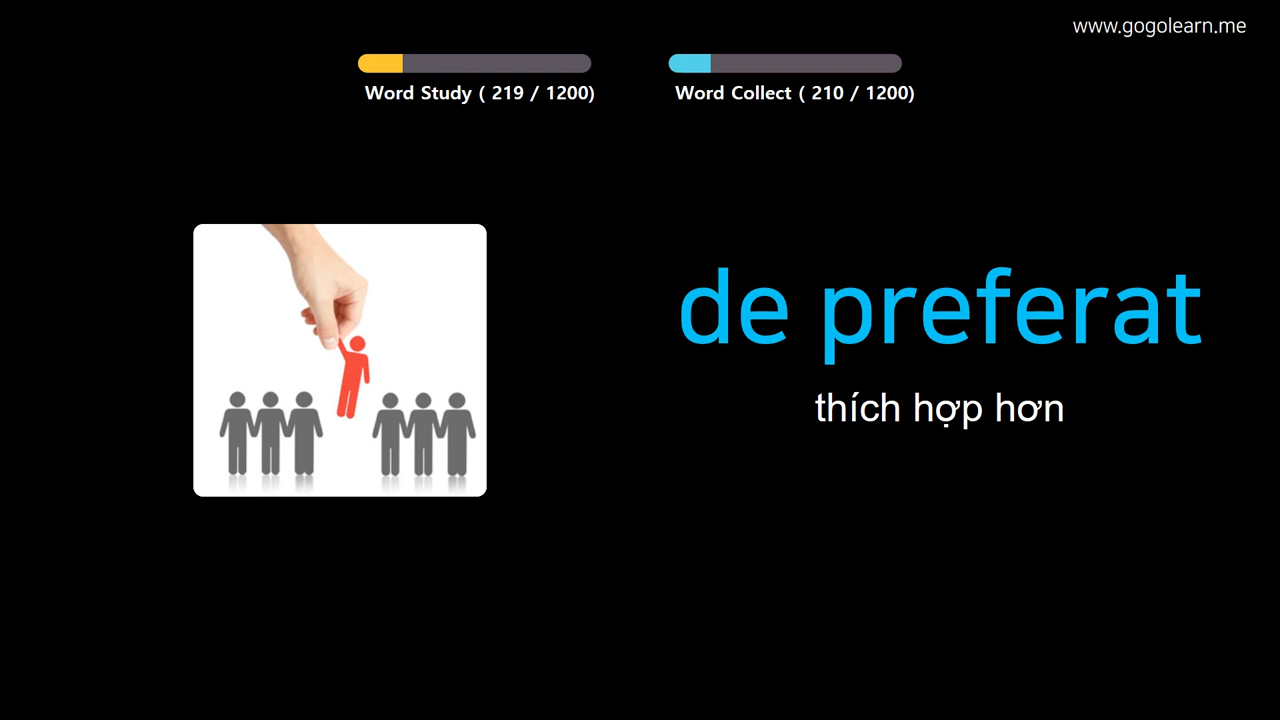 www.gogolearn.me
Word Study ( 219 / 1200)
Word Collect ( 210 / 1200)
de preferat
thích hợp hơn